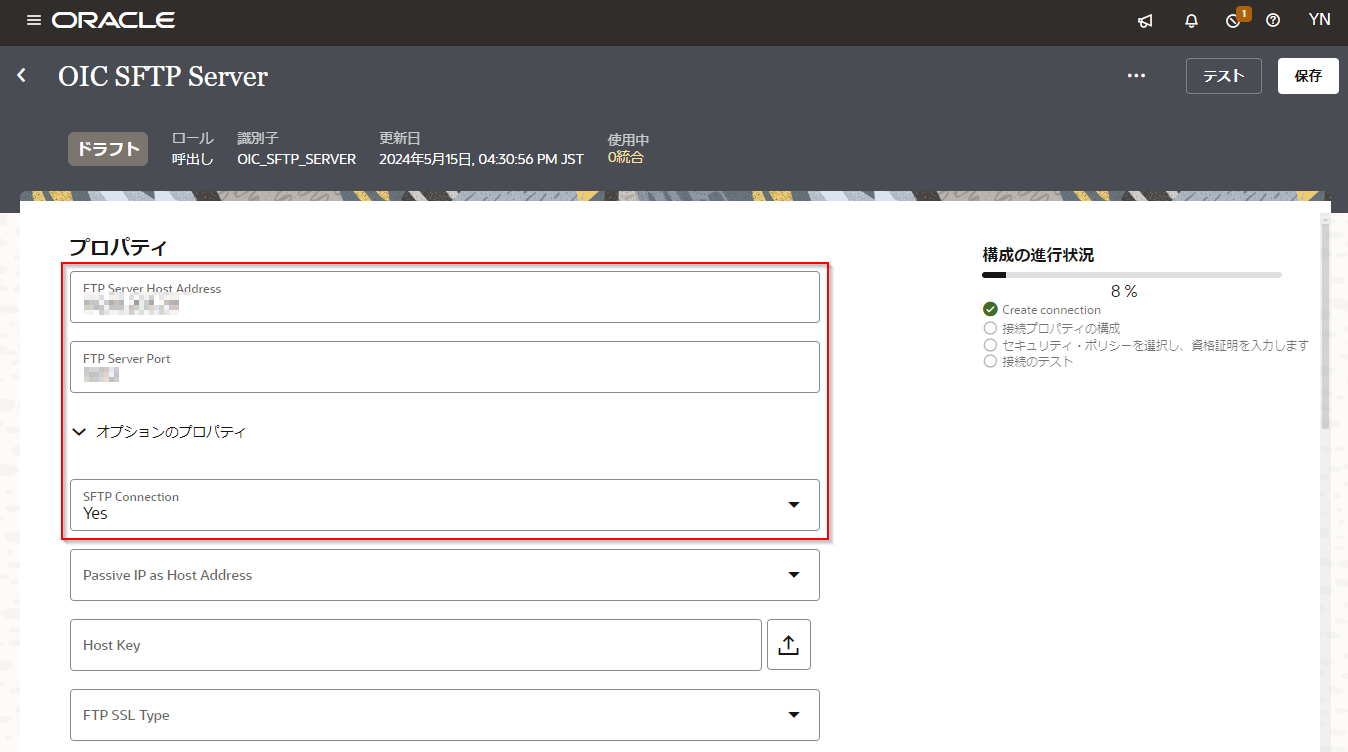 ORACLE
1
YN
OIC SFTP Server
テスト
保存
ドラフト
ロール
呼出し
識別子
OIC_SFTP_SERVER
更新日
2024年5月15日, 04:30:56 PM JST
使用中
0統合
プロパティ
FTP Server Host Address
FTP Server Port
オプションのプロパティ
SFTP Connection
Yes
Passive IP as Host Address
Host Key
FTP SSL Type
構成の進行状況
8 %
Create connection
接続プロパティの構成
セキュリティ・ポリシーを選択し、資格証明を入力します
接続のテスト